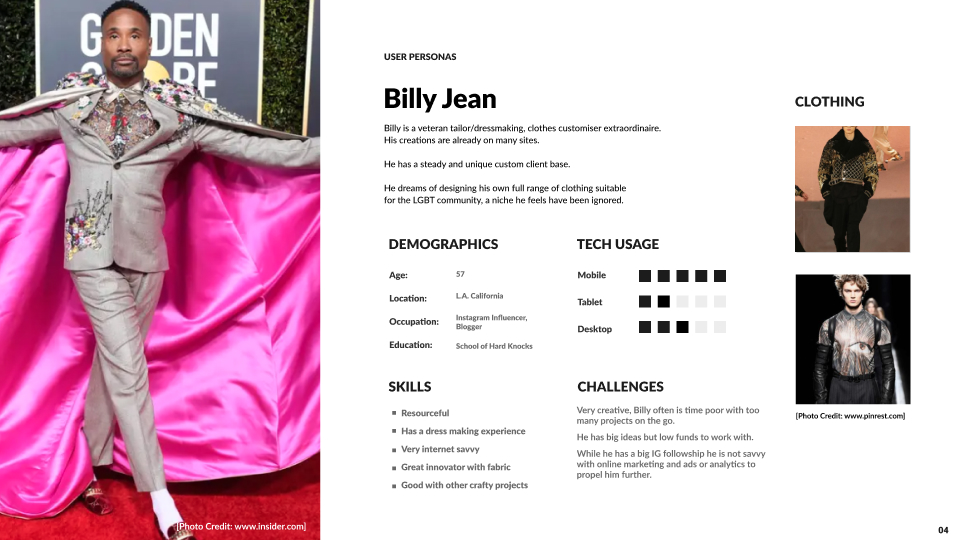 GOLDEN
GLOBE
[Photo Credit: www.insider.com]
USER PERSONAS
Billy Jean
Billy is a veteran tailor/dressmaking, clothes customiser extraordinaire.
His creations are already on many sites.
He has a steady and unique custom client base.
He dreams of designing his own full range of clothing suitable
for the LGBT community, a niche he feels have been ignored.
DEMOGRAPHICS
Age: 57
Location: L.A. California
Occupation: Instagram Influencer,
Blogger
Education: School of Hard Knocks
TECH USAGE
Mobile
Tablet
Desktop
SKILLS
Resourceful
Has a dress making experience
Very internet savvy
Great innovator with fabric
Good with other crafty projects
CHALLENGES
Very creative, Billy often is time poor with too
many projects on the go.
He has big ideas but low funds to work with.
While he has a big IG followship he is not savvy
with online marketing and ads or analytics to
propel him further.
CLOTHING
[Photo Credit: www.pinrest.com]
04